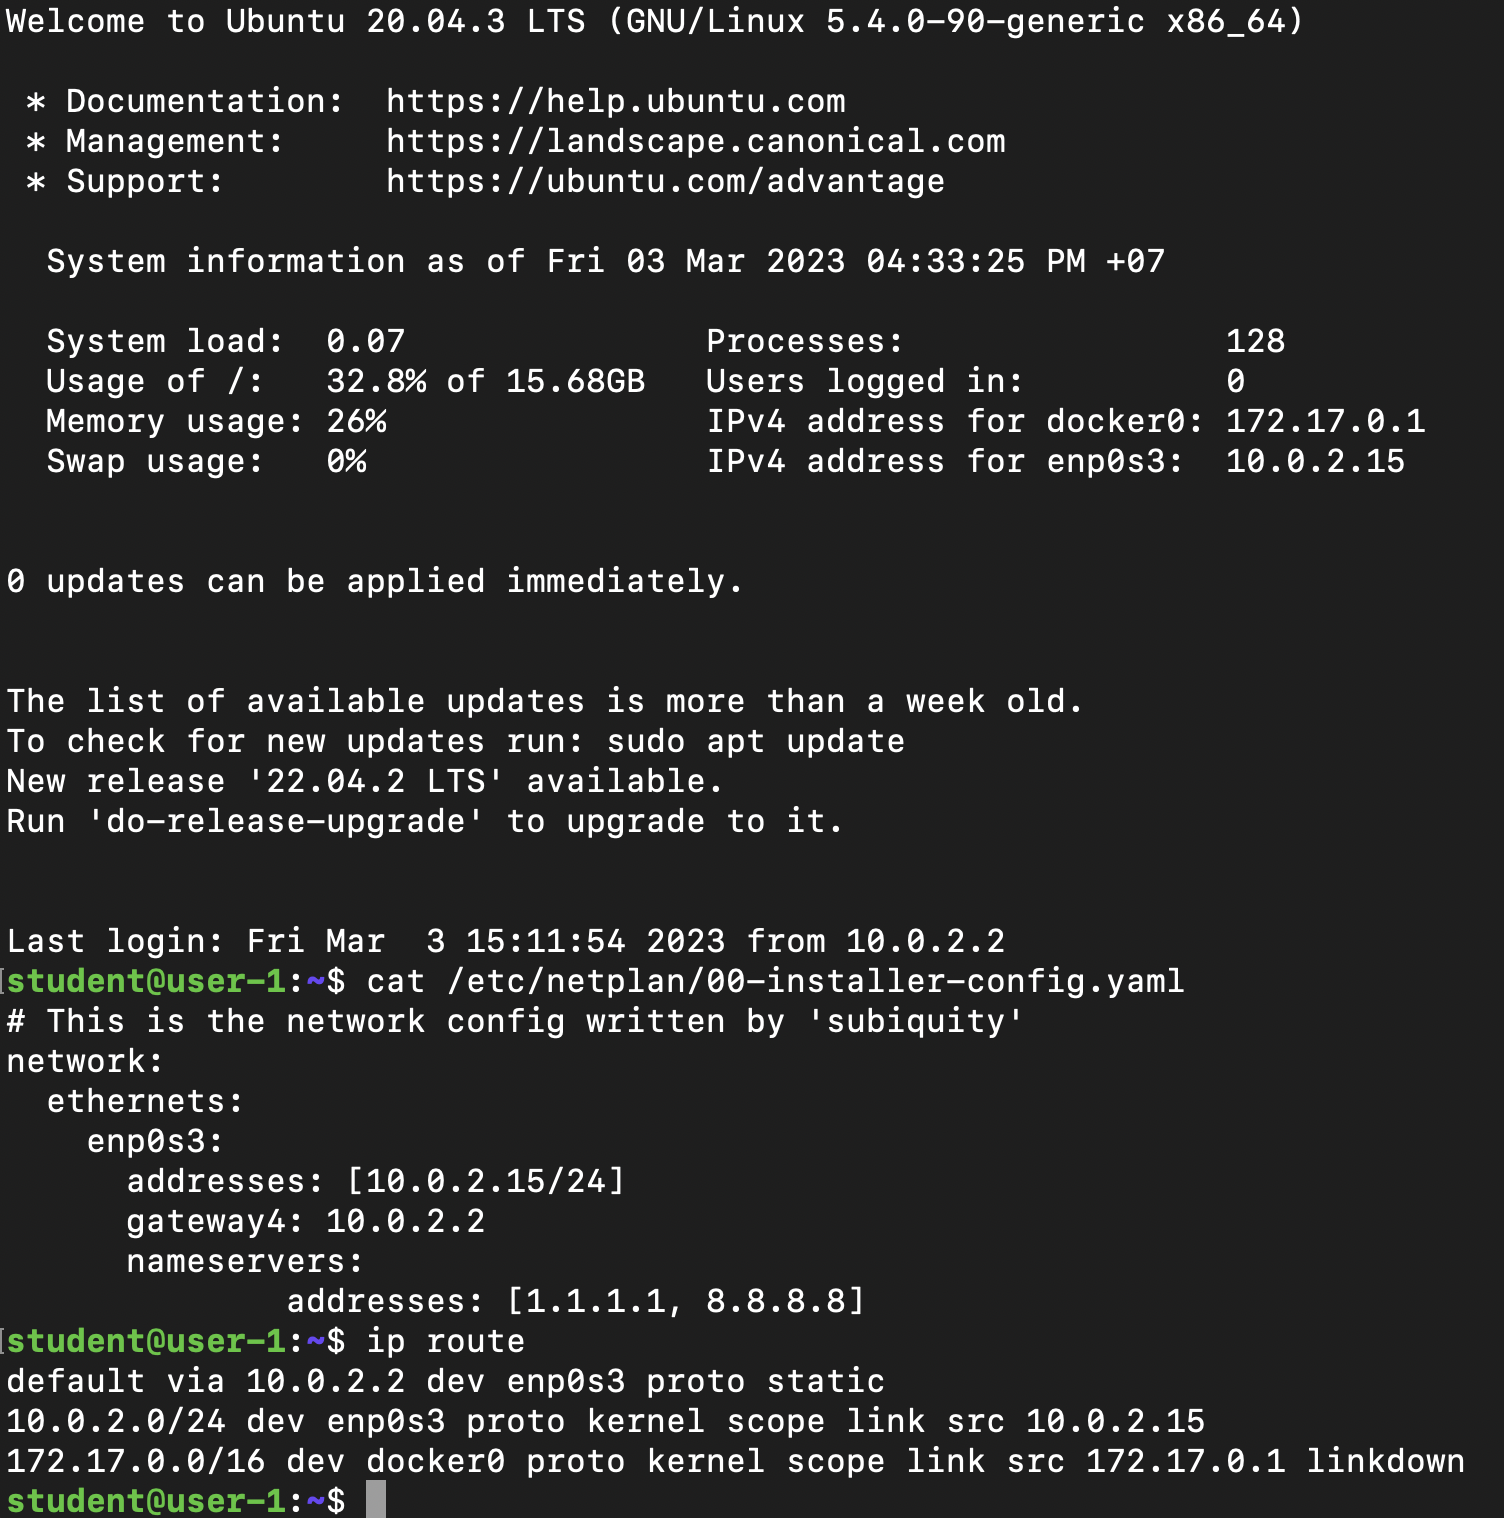 Welcome to Ubuntu 20.04.3 LTS (GNU/Linux 5.4.0-90-generic x86_64)
* Documentation:  https://help.ubuntu.com
* Management:     https://landscape.canonical.com
* Support:        https://ubuntu.com/advantage
System information as of Fri 03 Mar 2023 04:33:25 PM +07
System load:  0.07               Processes:                128
Usage of /:   32.8% of 15.68GB   Users logged in:          0
Memory usage: 26%                IPv4 address for docker0: 172.17.0.1
Swap usage:   0%                 IPv4 address for enp0s3:  10.0.2.15
0 updates can be applied immediately.
The list of available updates is more than a week old.
To check for new updates run: sudo apt update
New release '22.04.2 LTS' available.
Run 'do-release-upgrade' to upgrade to it.
Last login: Fri Mar  3 15:11:54 2023 from 10.0.2.2
student@user-1:~$ cat /etc/netplan/00-installer-config.yaml
# This is the network config written by 'subiquity'
network:
  ethernets:
    enp0s3:
      addresses: [10.0.2.15/24]
      gateway4: 10.0.2.2
      nameservers:
              addresses: [1.1.1.1, 8.8.8.8]
student@user-1:~$ ip route
default via 10.0.2.2 dev enp0s3 proto static
10.0.2.0/24 dev enp0s3 proto kernel scope link src 10.0.2.15
172.17.0.0/16 dev docker0 proto kernel scope link src 172.17.0.1 linkdown
student@user-1:~$